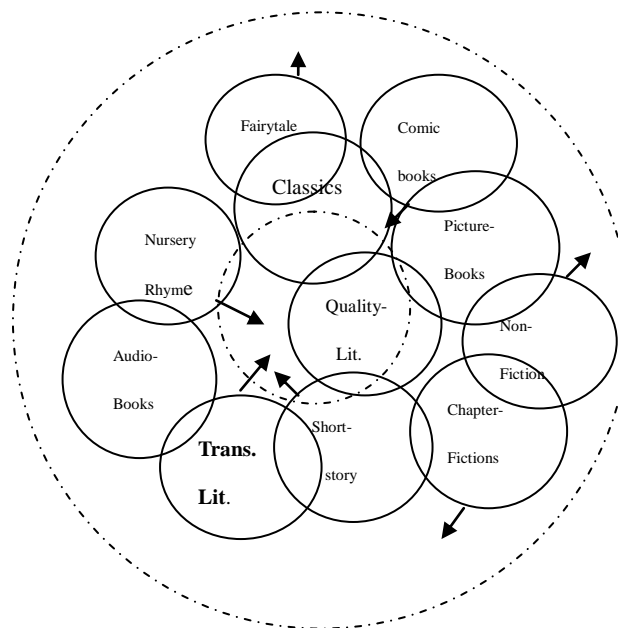 Fairytale
Comic
books
Classics
Nursery
Rhyme
Picture-
Books
Quality-
Lit.
Non-
Fiction
Audio-
Books
Chapter-
Fictions
Trans.
Lit.
Short-
story